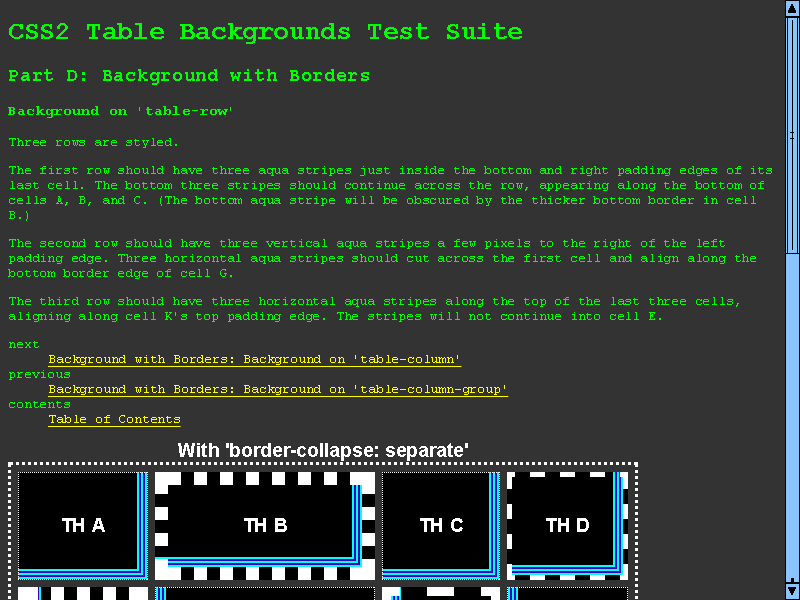 CSS2 Table Backgrounds Test Suite
Part D: Background with Borders
Background on 'table-row'
Three rows are styled.
The first row should have three aqua stripes just inside the bottom and right padding edges of its
last cell. The bottom three stripes should continue across the row, appearing along the bottom of
cells A, B, and C. (The bottom aqua stripe will be obscured by the thicker bottom border in cell
B.)
The second row should have three vertical aqua stripes a few pixels to the right of the left
padding edge. Three horizontal aqua stripes should cut across the first cell and align along the
bottom border edge of cell G.
The third row should have three horizontal aqua stripes along the top of the last three cells,
aligning along cell K's top padding edge. The stripes will not continue into cell E.
next
Background with Borders: Background on 'table-column'
previous
Background with Borders: Background on 'table-column-group'
contents
Table of Contents
With 'border-collapse: separate'
TH A TH B TH C TH D